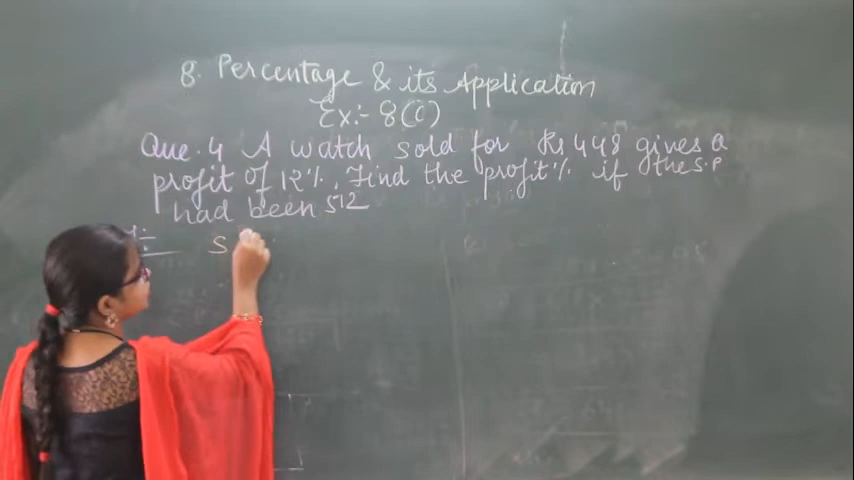 8. Percentage & its Application
Ex:- 8(C)
Que. 4 A watch sold for Rs 448 gives a
profit of 12%. Find the profit% if the S.P
had been 512
S